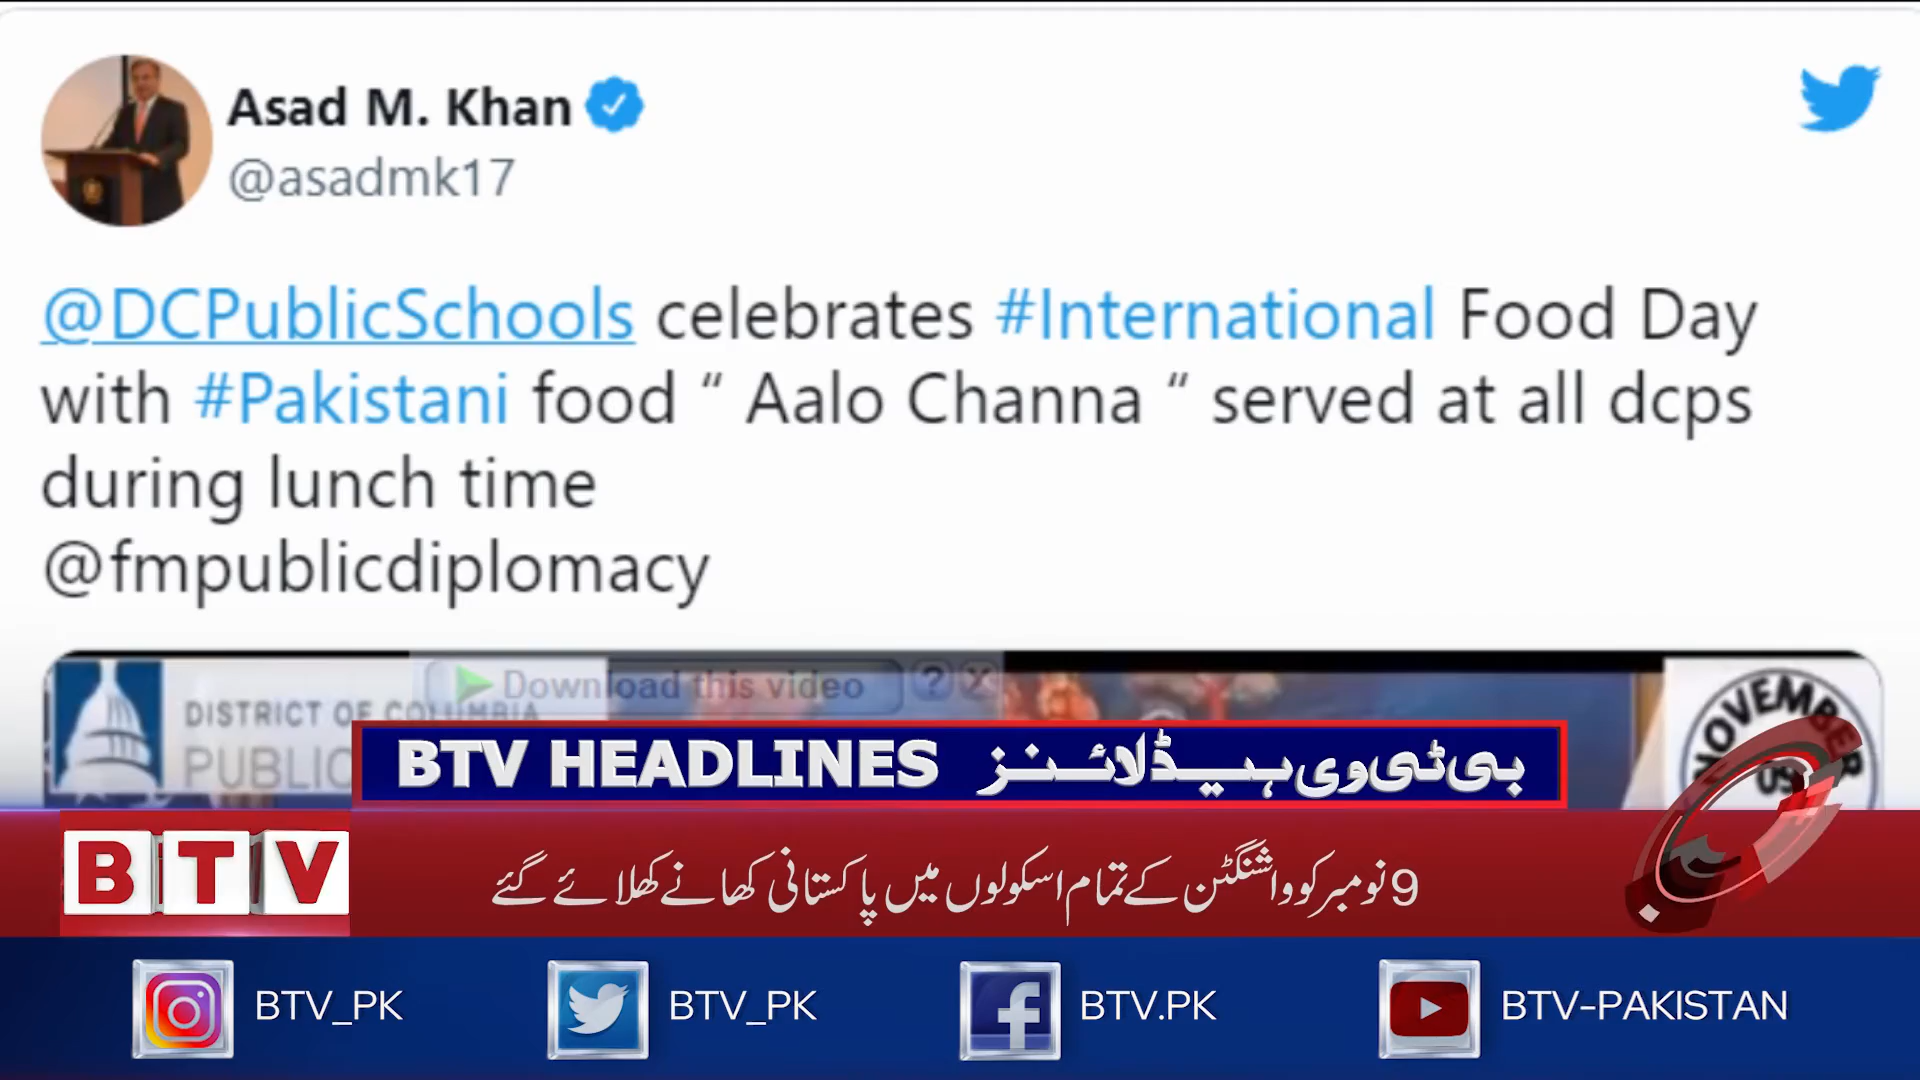 Asad M. Khan
@asadmk17
@DCPublicSchools celebrates #International Food Day
with #Pakistani food “ Aalo Channa “ served at all dcps
during lunch time
@fmpublicdiplomacy
Download this video ? X
DISTRICT OF COLUMBIA
PUBLIC
NOVEMBER
BTV HEADLINES بی ٹی وی ہیڈلائنز
BTV
9 نومبر کو واشنگٹن کے تمام اسکولوں میں پاکستانی کھانے کھلائے گئے
BTV_PK BTV_PK BTV.PK BTV-PAKISTAN